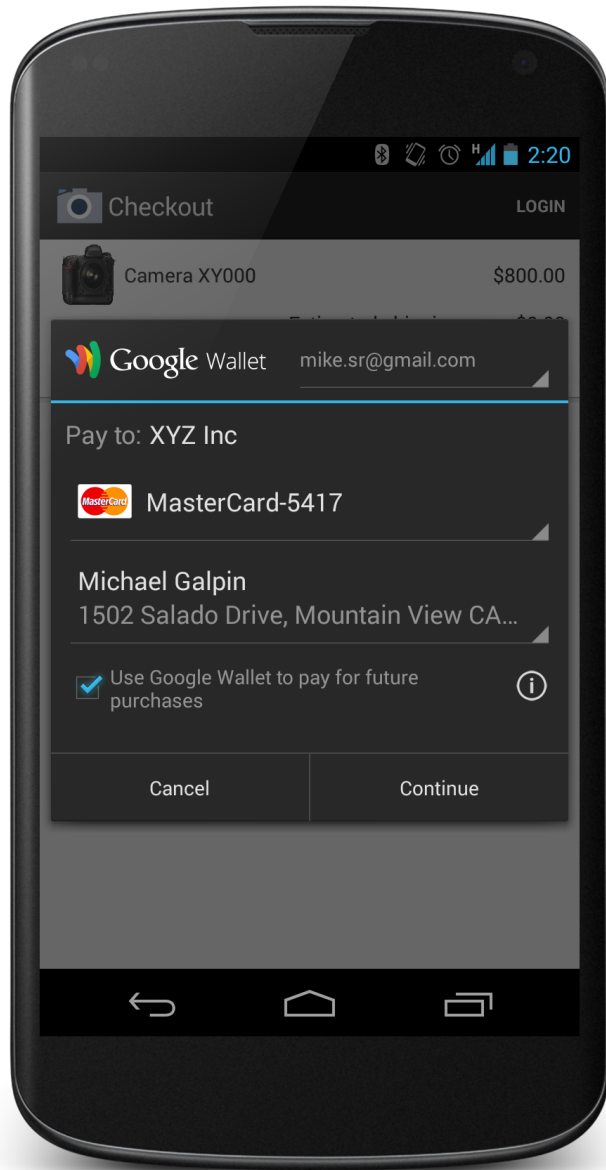 H 2:20
Checkout LOGIN
Camera XY000 $800.00
Google Wallet mike.sr@gmail.com
Pay to: XYZ Inc
MasterCard MasterCard-5417
Michael Galpin
1502 Salado Drive, Mountain View CA...
Use Google Wallet to pay for future
purchases
Cancel Continue